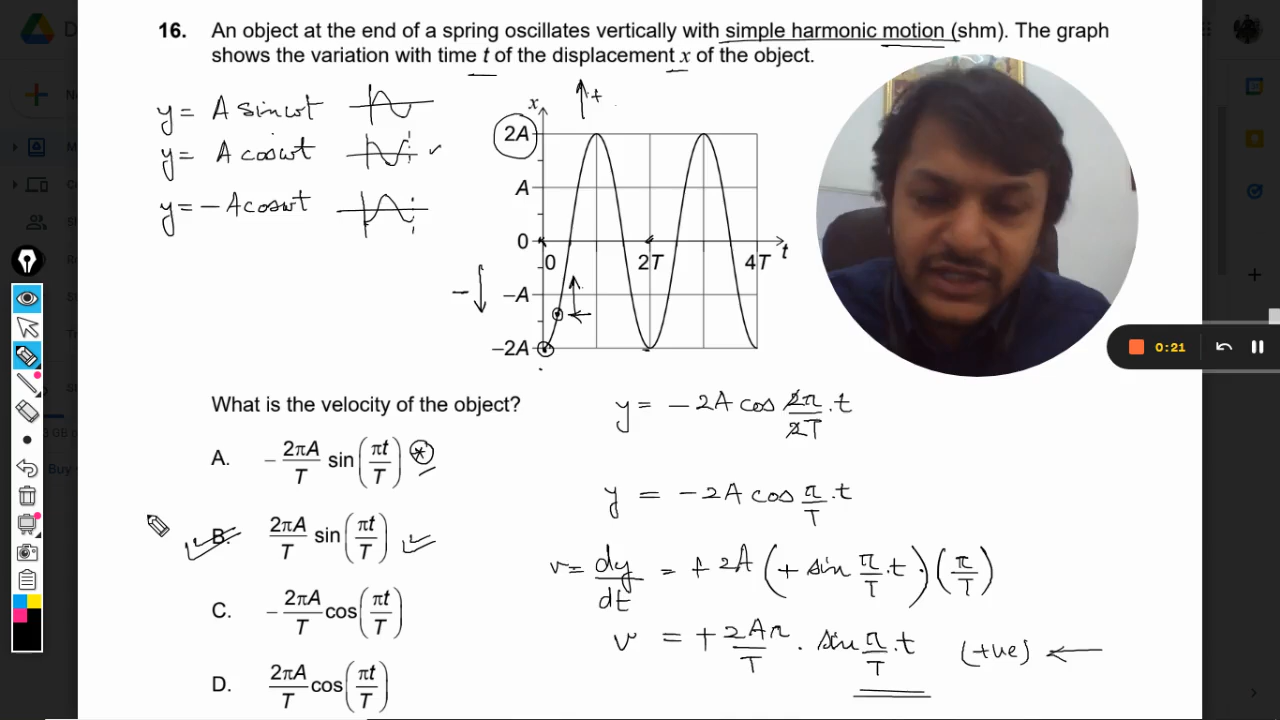 16. An object at the end of a spring oscillates vertically with simple harmonic motion (shm). The graph
shows the variation with time t of the displacement x of the object.
y = A sin ωt
y = A cos ωt
y = − A cos ωt
x
+
2A
A
0
−A
−2A
0
2T
4T
t
−
0:21
What is the velocity of the object?
A. − 2πA/T sin(πt/T)
B. 2πA/T sin(πt/T)
C. − 2πA/T cos(πt/T)
D. 2πA/T cos(πt/T)
y = − 2A cos 2π/2T . t
y = − 2A cos π/T . t
v = dy/dt = + 2A (+ sin π/T . t) (π/T)
v = + 2Aπ/T . sin π/T . t (+ve)